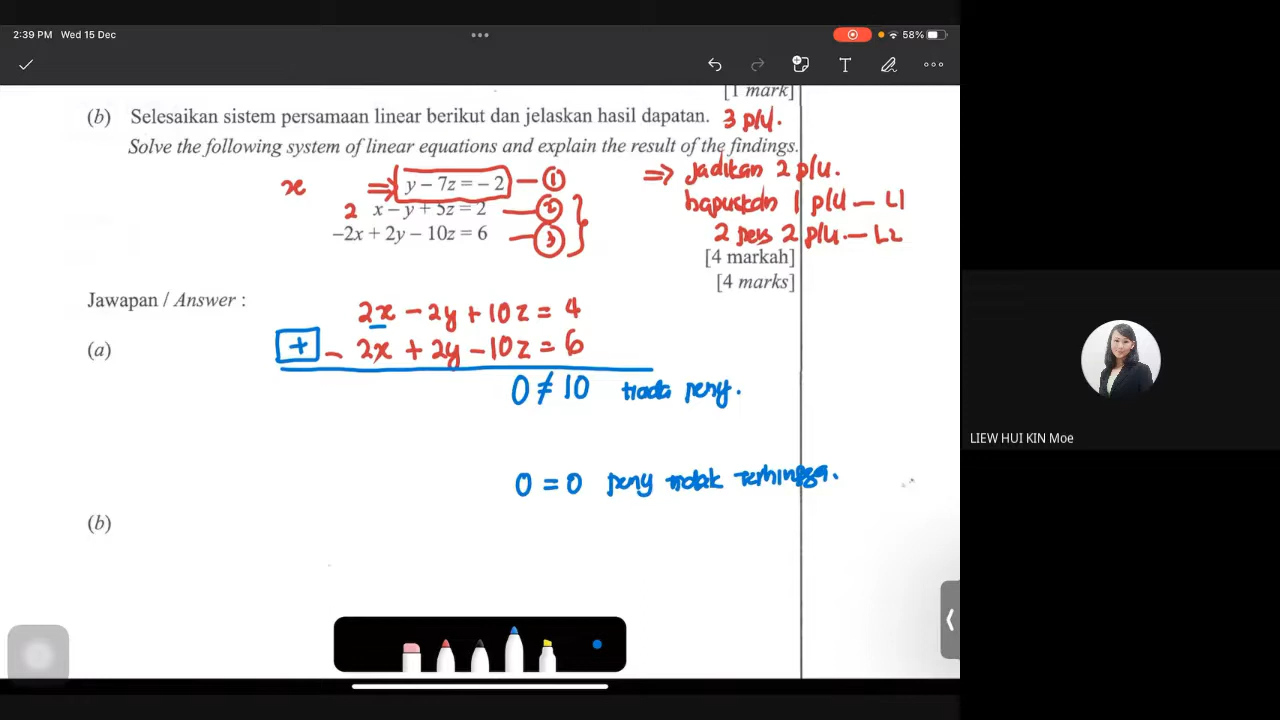 2:39 PM Wed 15 Dec
58%
[1 mark]
(b) Selesaikan sistem persamaan linear berikut dan jelaskan hasil dapatan. 3 p/u.
Solve the following system of linear equations and explain the result of the findings.
x ⇒ y − 7z = − 2 — ① ⇒ jadikan 2 p/u.
2 x − y + 5z = 2 — ② hapuskan 1 p/u — L1
−2x + 2y − 10z = 6 — ③ 2 pers 2 p/u. — L2
[4 markah]
[4 marks]
Jawapan / Answer :
2x − 2y + 10z = 4
(a) + − 2x + 2y − 10z = 6
0 ≠ 10 tiada peny.
0 = 0 peny tidak terhingga.
(b)
LIEW HUI KIN Moe